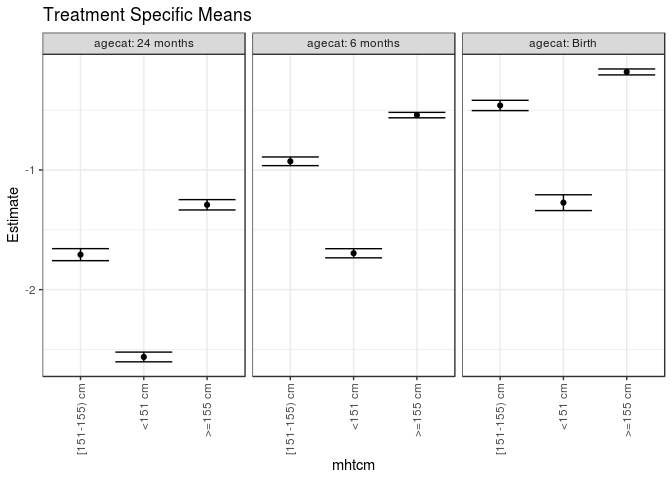 Treatment Specific Means
agecat: 24 months
agecat: 6 months
agecat: Birth
Estimate
-1
-2
[151-155) cm
<151 cm
>=155 cm
[151-155) cm
<151 cm
>=155 cm
[151-155) cm
<151 cm
>=155 cm
mhtcm